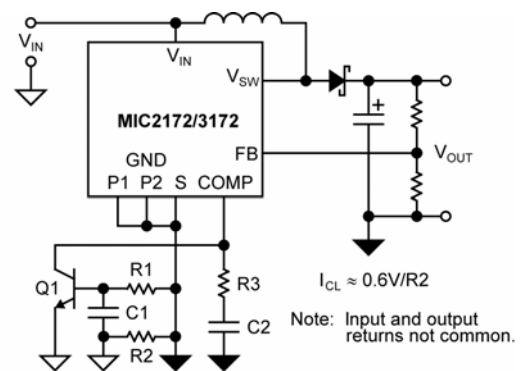 VIN
VIN
VSW
MIC2172/3172
GND
FB
VOUT
P1 P2 S COMP
+
Q1
R1
C1
R2
R3
C2
ICL ≈ 0.6V/R2
Note: Input and output
returns not common.